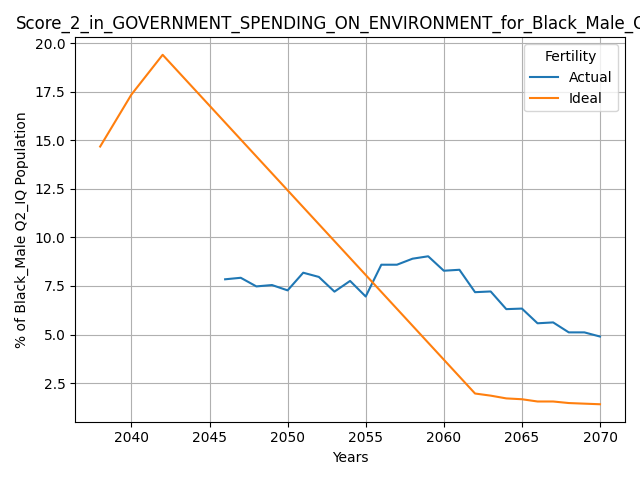 Score_2_in_GOVERNMENT_SPENDING_ON_ENVIRONMENT_for_Black_Male_
Fertility
Actual
Ideal
20.0
17.5
15.0
12.5
10.0
7.5
5.0
2.5
% of Black_Male Q2_IQ Population
2040 2045 2050 2055 2060 2065 2070
Years